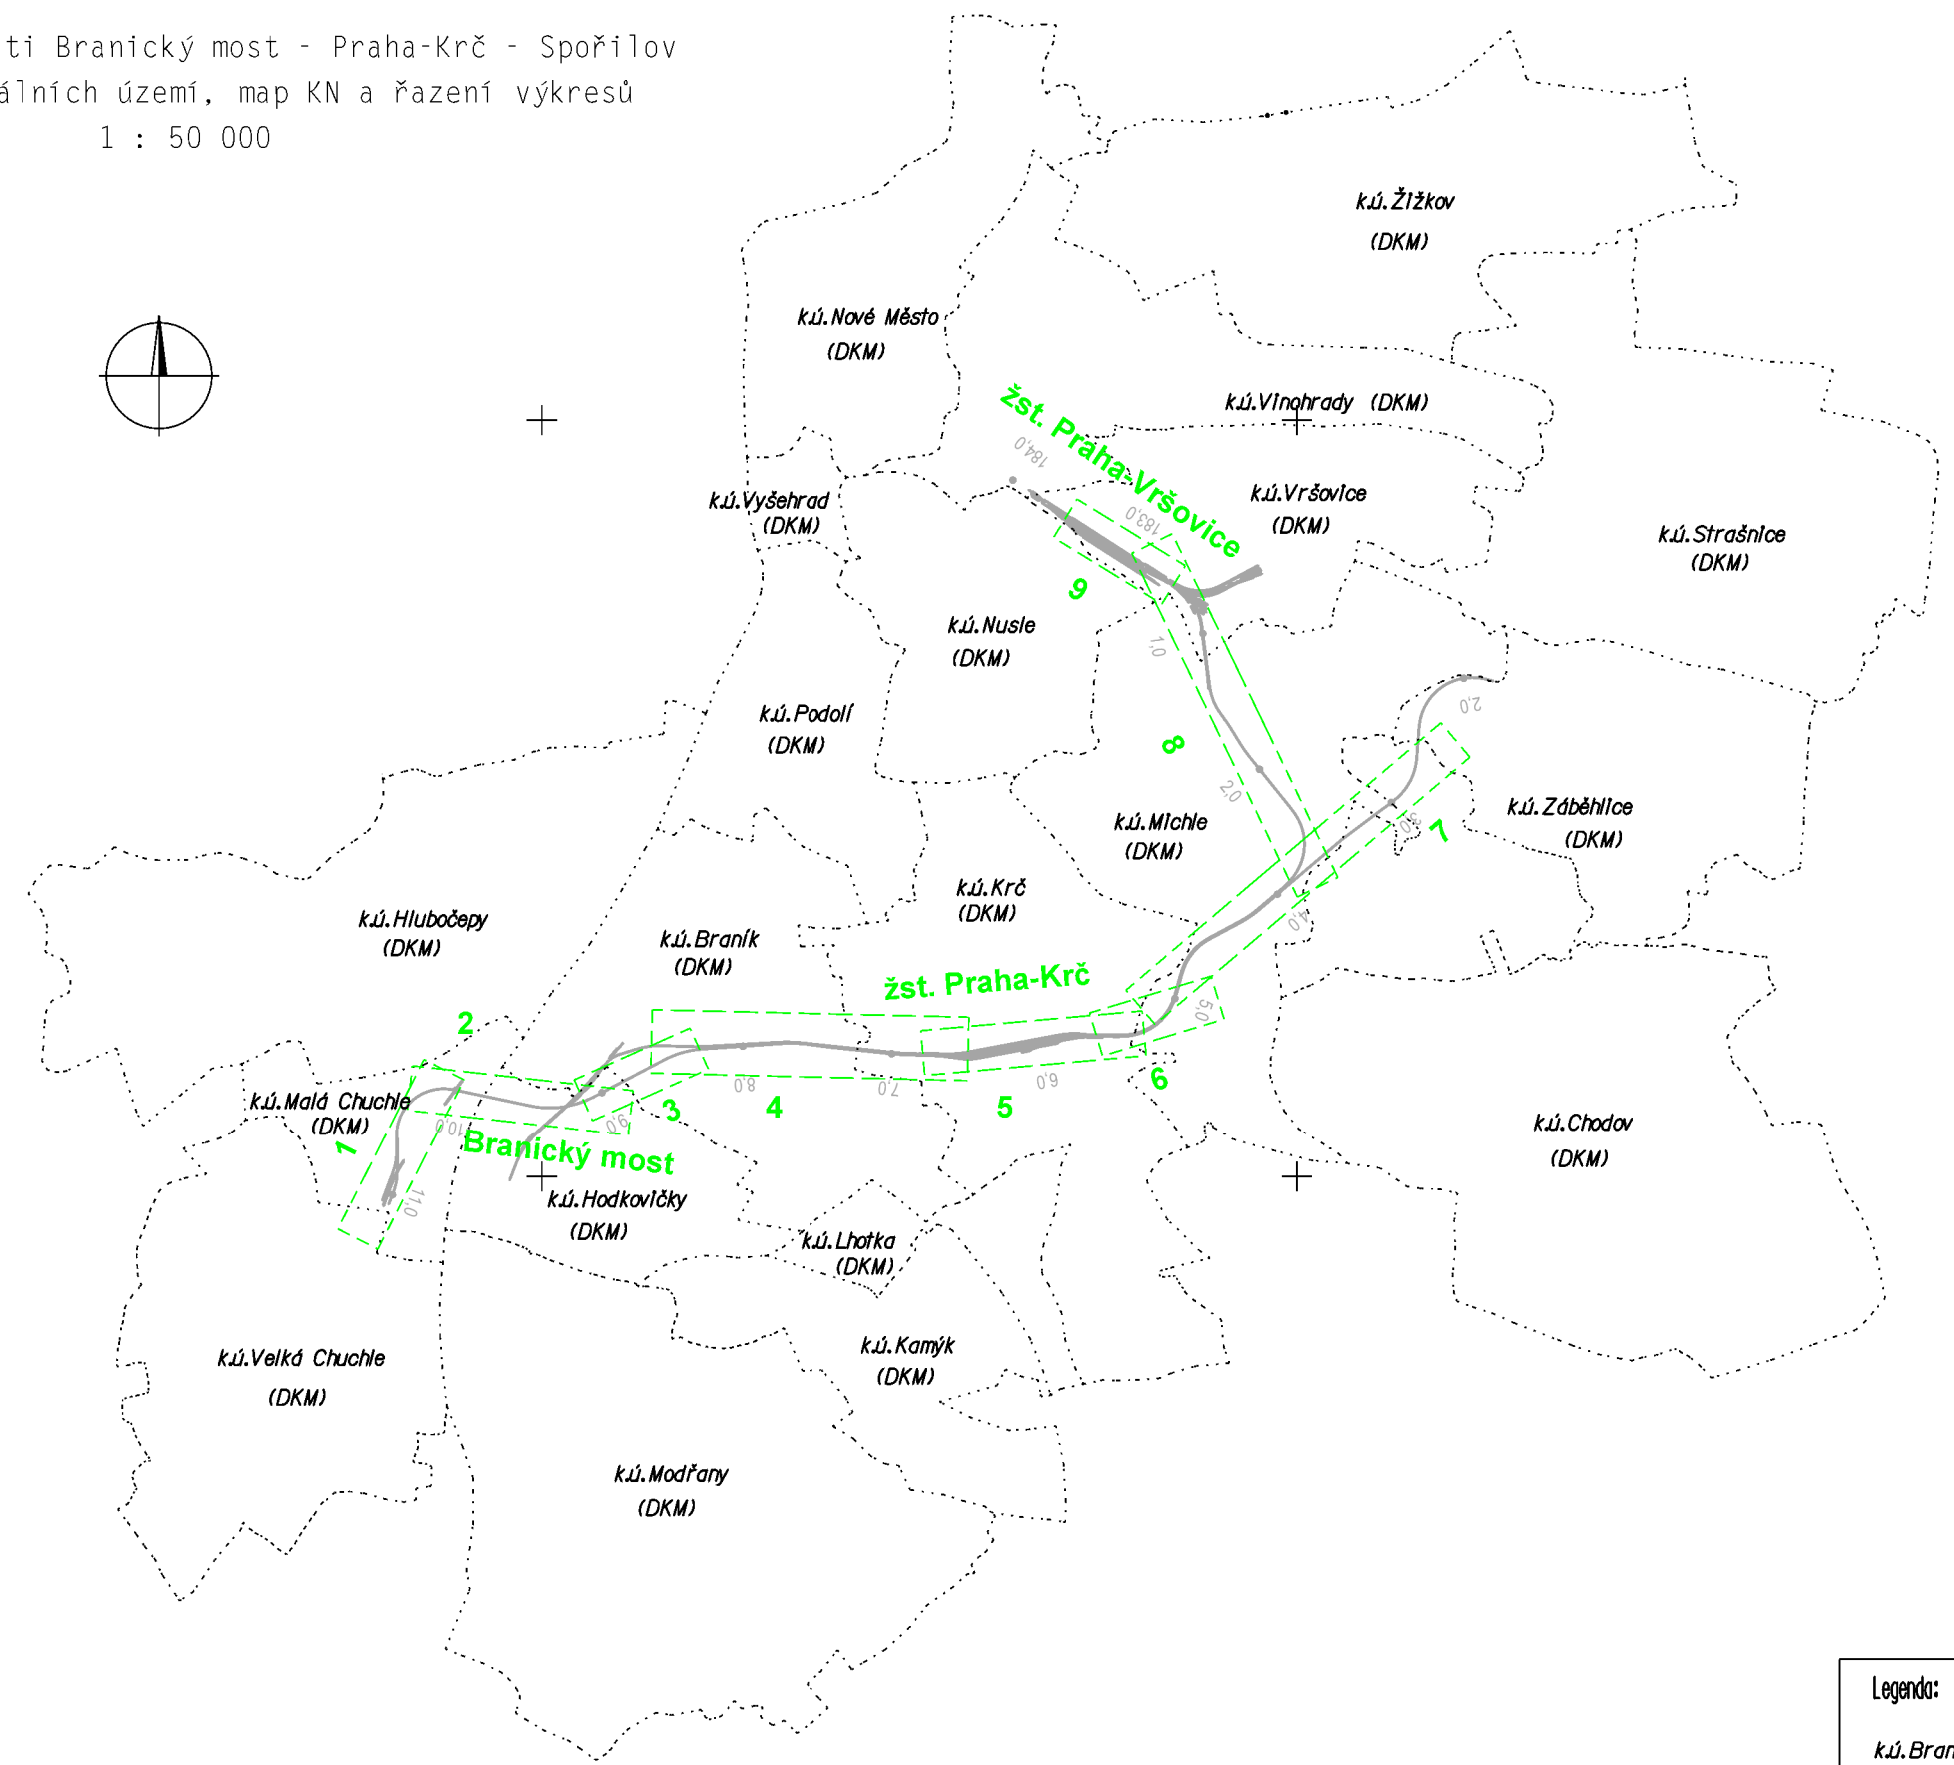 ti Branický most - Praha-Krč - Spořilov
álních území, map KN a řazení výkresů
1 : 50 000
k.ú.Žižkov
(DKM)
k.ú.Nové Město
(DKM)
k.ú.Vinohrady (DKM)
žst. Praha-Vršovice
184,0
183,0
k.ú.Vyšehrad
(DKM)
k.ú.Vršovice
(DKM)
k.ú.Strašnice
(DKM)
9
k.ú.Nusle
(DKM)
1,0
2,0
k.ú.Podolí
(DKM)
8
2,0
k.ú.Michle
(DKM)
3,0
7
k.ú.Záběhlice
(DKM)
k.ú.Krč
(DKM)
k.ú.Hlubočepy
(DKM)
k.ú.Braník
(DKM)
4,0
žst. Praha-Krč
5,0
2
k.ú.Malá Chuchle
(DKM)
1
10,0
9,0
3
8,0
4
7,0
5
6,0
6
Branický most
11,0
k.ú.Chodov
(DKM)
k.ú.Hodkovičky
(DKM)
k.ú.Lhotka
(DKM)
k.ú.Velká Chuchle
(DKM)
k.ú.Kamýk
(DKM)
k.ú.Modřany
(DKM)
Legenda:
k.ú.Bran